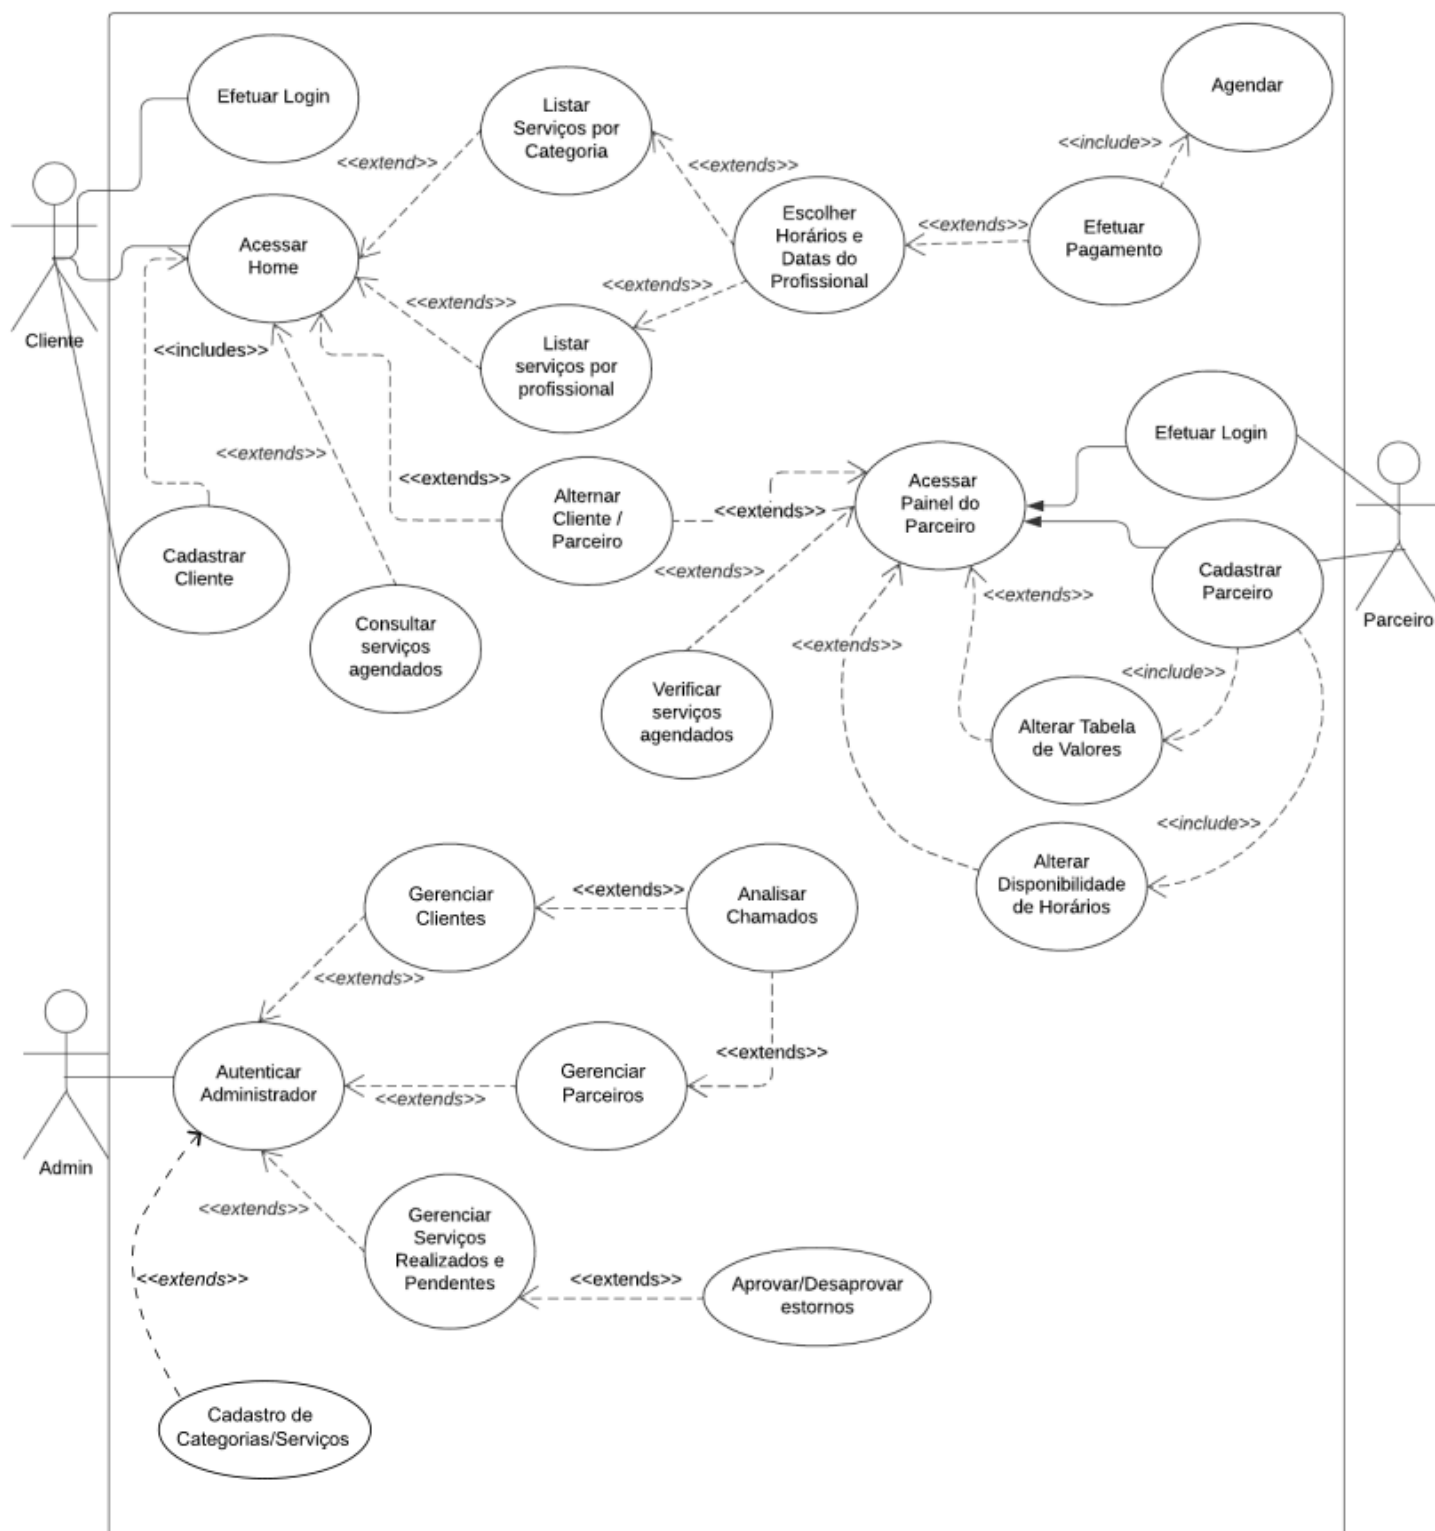 Efetuar Login
Listar
Serviços por
Categoria
Agendar
<<include>>
<<extend>>
<<extends>>
Cliente
Acessar
Home
Escolher
Horários e
Datas do
Profissional
<<extends>>
Efetuar
Pagamento
<<extends>>
<<extends>>
<<includes>>
Listar
serviços por
profissional
<<extends>>
<<extends>>
Alternar
Cliente /
Parceiro
<<extends>>
Acessar
Painel do
Parceiro
Efetuar Login
Cadastrar
Cliente
Consultar
serviços
agendados
<<extends>>
<<extends>>
<<extends>>
Cadastrar
Parceiro
Parceiro
Verificar
serviços
agendados
<<include>>
Alterar Tabela
de Valores
<<include>>
Alterar
Disponibilidade
de Horários
Gerenciar
Clientes
<<extends>>
Analisar
Chamados
<<extends>>
Admin
Autenticar
Administrador
<<extends>>
Gerenciar
Parceiros
<<extends>>
<<extends>>
Gerenciar
Serviços
Realizados e
Pendentes
<<extends>>
Aprovar/Desaprovar
estornos
<<extends>>
Cadastro de
Categorias/Serviços